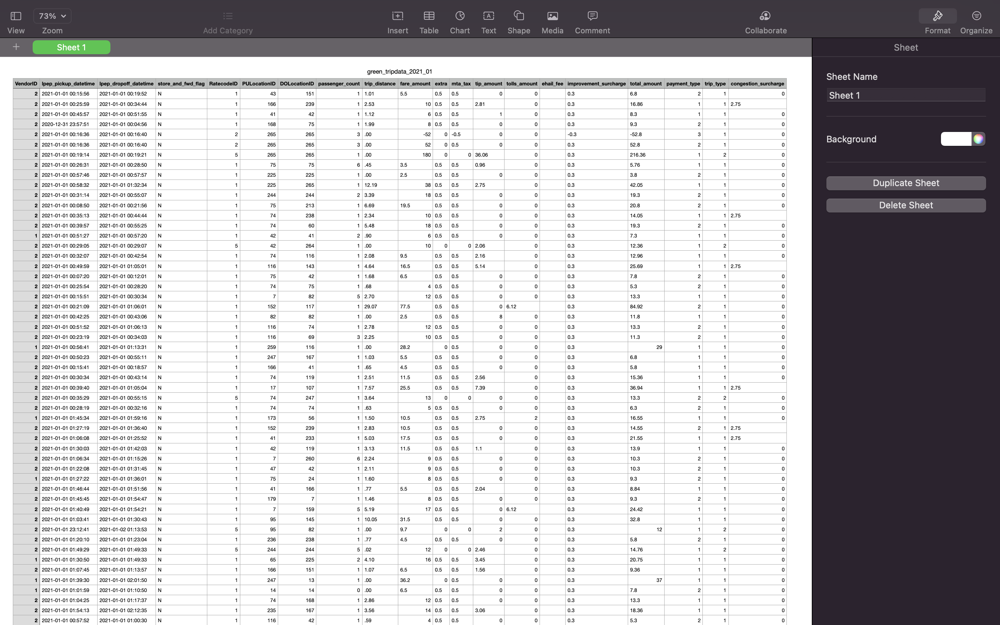 73%
View Zoom Add Category Insert Table Chart Text Shape Media Comment Collaborate Format Organize
Sheet 1 Sheet
green_tripdata_2021_01
Sheet Name
Sheet 1
Background
Duplicate Sheet
Delete Sheet
VendorID lpep_pickup_datetime lpep_dropoff_datetime store_and_fwd_flag RatecodeID PULocationID DOLocationID passenger_count trip_distance fare_amount extra mta_tax tip_amount tolls_amount ehail_fee improvement_surcharge total_amount payment_type trip_type congestion_surcharge
2 2021-01-01 00:15:56 2021-01-01 00:19:52 N 1 43 151 1 1.01 5.5 0.5 0.5 0 0 0.3 6.8 2 1 0
2 2021-01-01 00:25:59 2021-01-01 00:34:44 N 1 166 239 1 2.53 10 0.5 0.5 2.81 0 0.3 16.86 1 1 2.75
2 2021-01-01 00:45:57 2021-01-01 00:51:55 N 1 41 42 1 1.12 6 0.5 0.5 1 0 0.3 8.3 1 1 0
2 2020-12-31 23:57:51 2021-01-01 00:04:56 N 1 168 75 1 1.99 8 0.5 0.5 0 0 0.3 9.3 2 1 0
2 2021-01-01 00:16:36 2021-01-01 00:16:40 N 2 265 265 3 .00 -52 0 -0.5 0 0 -0.3 -52.8 3 1 0
2 2021-01-01 00:16:36 2021-01-01 00:16:40 N 2 265 265 3 .00 52 0 0.5 0 0 0.3 52.8 2 1 0
2 2021-01-01 00:19:14 2021-01-01 00:19:21 N 5 265 265 1 .00 180 0 0 36.06 0 0.3 216.36 1 2 0
2 2021-01-01 00:26:31 2021-01-01 00:28:50 N 1 75 75 6 .45 3.5 0.5 0.5 0.96 0 0.3 5.76 1 1 0
2 2021-01-01 00:57:46 2021-01-01 00:57:57 N 1 225 225 1 .00 2.5 0.5 0.5 0 0 0.3 3.8 2 1 0
2 2021-01-01 00:58:32 2021-01-01 01:32:34 N 1 225 265 1 12.19 38 0.5 0.5 2.75 0 0.3 42.05 1 1 0
2 2021-01-01 00:31:14 2021-01-01 00:55:07 N 1 244 244 2 3.39 18 0.5 0.5 0 0 0.3 19.3 2 1 0
2 2021-01-01 00:08:50 2021-01-01 00:21:56 N 1 75 213 1 6.69 19.5 0.5 0.5 0 0 0.3 20.8 2 1 0
2 2021-01-01 00:35:13 2021-01-01 00:44:44 N 1 74 238 1 2.34 10 0.5 0.5 0 0 0.3 14.05 1 1 2.75
2 2021-01-01 00:39:57 2021-01-01 00:55:25 N 1 74 60 1 5.48 18 0.5 0.5 0 0 0.3 19.3 2 1 0
1 2021-01-01 00:51:27 2021-01-01 00:57:20 N 1 42 41 2 .90 6 0.5 0.5 0 0 0.3 7.3 1 1 0
2 2021-01-01 00:29:05 2021-01-01 00:29:07 N 5 42 264 1 .00 10 0 0 2.06 0 0.3 12.36 1 2 0
2 2021-01-01 00:32:07 2021-01-01 00:42:54 N 1 74 116 1 2.08 9.5 0.5 0.5 2.16 0 0.3 12.96 1 1 0
2 2021-01-01 00:49:59 2021-01-01 01:05:01 N 1 116 143 1 4.64 16.5 0.5 0.5 5.14 0 0.3 25.69 1 1 2.75
2 2021-01-01 00:07:20 2021-01-01 00:12:01 N 1 75 42 1 1.68 6.5 0.5 0.5 0 0 0.3 7.8 2 1 0
2 2021-01-01 00:25:54 2021-01-01 00:28:20 N 1 74 75 1 .68 4 0.5 0.5 0 0 0.3 5.3 2 1 0
2 2021-01-01 00:15:51 2021-01-01 00:30:34 N 1 7 82 5 2.70 12 0.5 0.5 0 0 0.3 13.3 1 1 0
2 2021-01-01 00:21:09 2021-01-01 01:06:01 N 1 152 117 1 29.07 77.5 0.5 0.5 0 6.12 0.3 84.92 2 1 0
2 2021-01-01 00:42:25 2021-01-01 00:43:06 N 1 82 82 1 .00 2.5 0.5 0.5 8 0 0.3 11.8 1 1 0
2 2021-01-01 00:51:52 2021-01-01 01:06:13 N 1 116 74 1 2.78 12 0.5 0.5 0 0 0.3 13.3 2 1 0
2 2021-01-01 00:23:19 2021-01-01 00:34:03 N 1 116 69 3 2.25 10 0.5 0.5 0 0 0.3 11.3 2 1 0
1 2021-01-01 00:56:41 2021-01-01 01:13:31 N 1 259 116 1 .00 28.2 0 0.5 0 0 0.3 29 1 1 0
2 2021-01-01 00:50:23 2021-01-01 00:55:11 N 1 247 167 1 1.03 5.5 0.5 0.5 0 0 0.3 6.8 1 1 0
2 2021-01-01 00:15:41 2021-01-01 00:18:57 N 1 166 41 1 .65 4.5 0.5 0.5 0 0 0.3 5.8 1 1 0
2 2021-01-01 00:30:34 2021-01-01 00:43:14 N 1 74 119 1 2.51 11.5 0.5 0.5 2.56 0 0.3 15.36 1 1 0
2 2021-01-01 00:39:40 2021-01-01 01:05:04 N 1 17 107 1 7.57 25.5 0.5 0.5 7.39 0 0.3 36.94 1 1 2.75
2 2021-01-01 00:35:29 2021-01-01 00:55:15 N 5 74 247 1 3.64 13 0 0 0 0 0.3 13.3 2 2 0
2 2021-01-01 00:28:19 2021-01-01 00:32:16 N 1 74 74 1 .63 5 0.5 0.5 0 0 0.3 6.3 2 1 0
1 2021-01-01 01:45:34 2021-01-01 01:59:16 N 1 173 56 1 1.50 10.5 0.5 0.5 2.75 2 0.3 16.55 1 1 0
2 2021-01-01 01:27:19 2021-01-01 01:36:40 N 1 152 239 1 2.83 10.5 0.5 0.5 0 0 0.3 14.55 2 1 2.75
2 2021-01-01 01:06:08 2021-01-01 01:25:52 N 1 41 233 1 5.03 17.5 0.5 0.5 0 0 0.3 21.55 1 1 2.75
2 2021-01-01 01:30:03 2021-01-01 01:42:03 N 1 42 119 1 3.13 11.5 0.5 0.5 1.1 0 0.3 13.9 1 1 0
2 2021-01-01 01:06:34 2021-01-01 01:15:26 N 1 7 260 6 2.24 9 0.5 0.5 0 0 0.3 10.3 2 1 0
2 2021-01-01 01:22:08 2021-01-01 01:31:45 N 1 47 42 1 2.11 9 0.5 0.5 0 0 0.3 10.3 2 1 0
1 2021-01-01 01:27:22 2021-01-01 01:36:01 N 1 75 24 1 1.60 8 0.5 0.5 0 0 0.3 9.3 2 1 0
2 2021-01-01 01:46:44 2021-01-01 01:51:56 N 1 41 166 1 .77 5.5 0.5 0.5 2.04 0 0.3 8.84 1 1 0
2 2021-01-01 01:45:45 2021-01-01 01:54:47 N 1 179 7 1 1.46 8 0.5 0.5 0 0 0.3 9.3 2 1 0
2 2021-01-01 01:40:49 2021-01-01 01:54:21 N 1 7 159 5 5.19 17 0.5 0.5 0 6.12 0.3 24.42 1 1 0
2 2021-01-01 01:03:41 2021-01-01 01:30:43 N 1 95 145 1 10.05 31.5 0.5 0.5 0 0 0.3 32.8 1 1 0
2 2021-01-01 23:12:41 2021-01-02 01:13:53 N 5 95 82 1 .00 9.7 0 0 2 0 0.3 12 1 2 0
2 2021-01-01 01:20:10 2021-01-01 01:23:04 N 1 236 238 1 .77 4.5 0.5 0.5 0 0 0.3 5.8 2 1 0
2 2021-01-01 01:49:29 2021-01-01 01:49:33 N 5 244 244 5 .02 12 0 0 2.46 0 0.3 14.76 1 2 0
1 2021-01-01 01:30:50 2021-01-01 01:49:33 N 1 65 225 2 4.10 16 0.5 0.5 3.45 0 0.3 20.75 1 1 0
2 2021-01-01 01:07:45 2021-01-01 01:13:57 N 1 166 151 1 1.07 6.5 0.5 0.5 1.56 0 0.3 9.36 1 1 0
1 2021-01-01 01:39:30 2021-01-01 02:01:50 N 1 247 13 1 .00 36.2 0 0.5 0 0 0.3 37 1 1 0
1 2021-01-01 01:01:59 2021-01-01 01:10:50 N 1 14 14 0 .00 6.5 0.5 0.5 0 0 0.3 7.8 2 1 0
2 2021-01-01 01:04:25 2021-01-01 01:17:37 N 1 74 168 1 2.86 12 0.5 0.5 0 0 0.3 13.3 1 1 0
2 2021-01-01 01:54:13 2021-01-01 02:12:35 N 1 235 167 1 3.56 14 0.5 0.5 3.06 0 0.3 18.36 1 1 0
2 2021-01-01 00:57:52 2021-01-01 01:00:30 N 1 116 42 1 .59 4 0.5 0.5 0 0 0.3 5.3 2 1 0